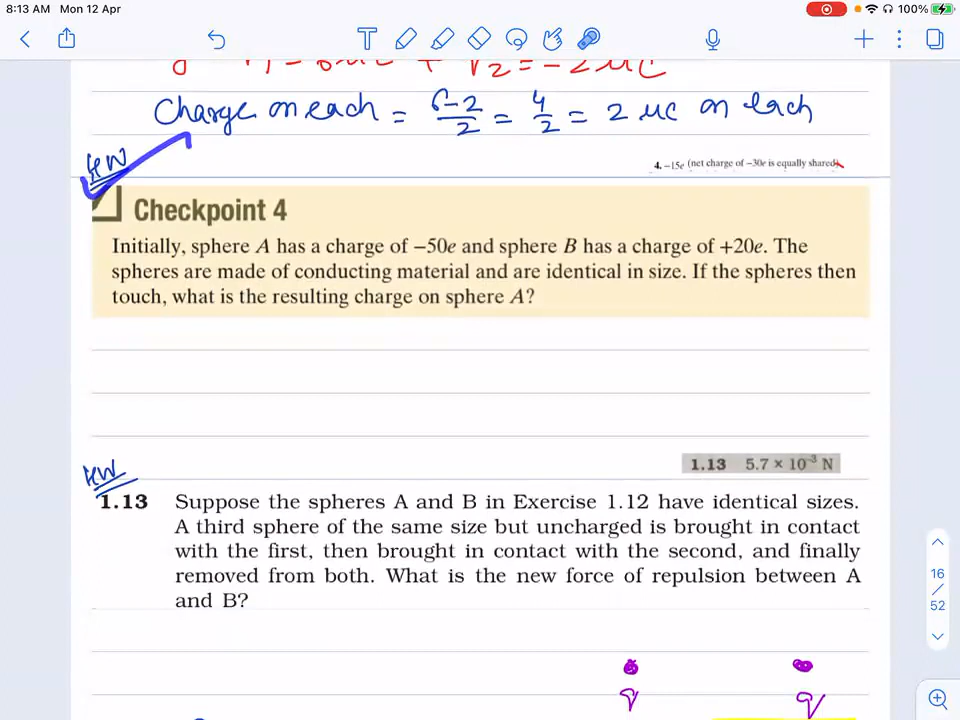 8:13 AM Mon 12 Apr
100%
Charge on each = 6-2/2 = 4/2 = 2 μC on each
HW
4. −15e (net charge of −30e is equally shared)
Checkpoint 4
Initially, sphere A has a charge of −50e and sphere B has a charge of +20e. The
spheres are made of conducting material and are identical in size. If the spheres then
touch, what is the resulting charge on sphere A?
HW
1.13 5.7 × 10⁻³ N
1.13 Suppose the spheres A and B in Exercise 1.12 have identical sizes.
A third sphere of the same size but uncharged is brought in contact
with the first, then brought in contact with the second, and finally
removed from both. What is the new force of repulsion between A
and B?
16
/
52
q q